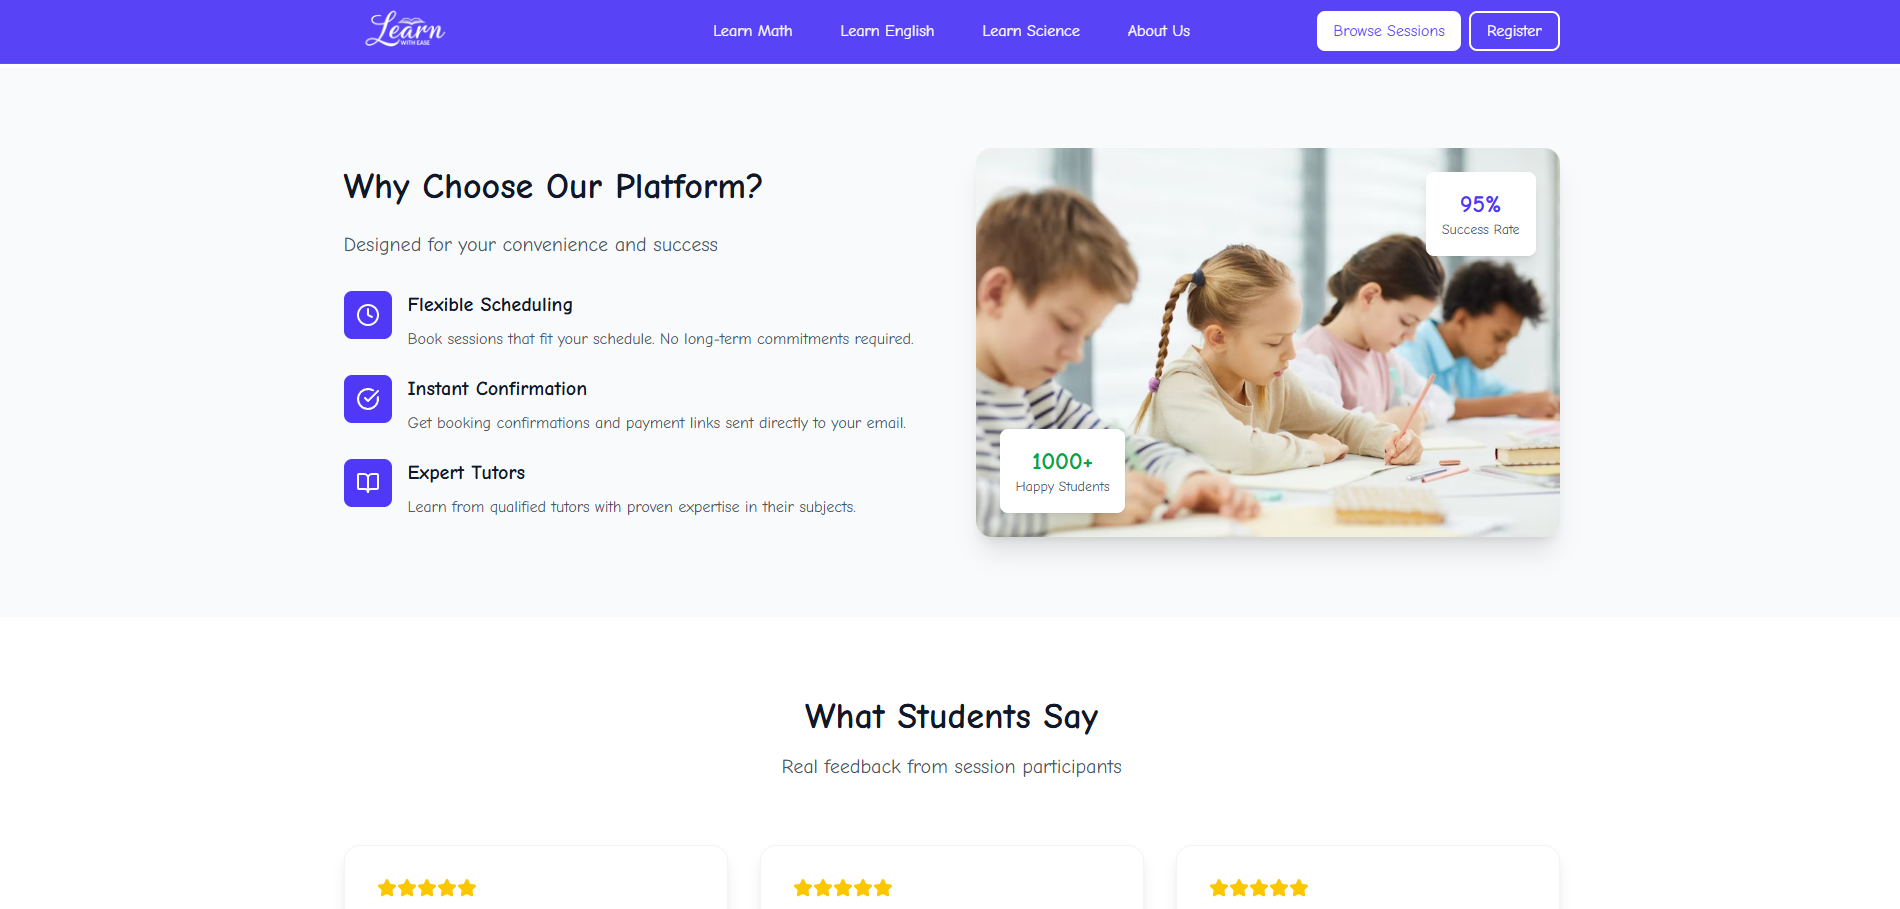 Learn
WITH EASE
Learn Math
Learn English
Learn Science
About Us
Browse Sessions
Register
Why Choose Our Platform?
Designed for your convenience and success
Flexible Scheduling
Book sessions that fit your schedule. No long-term commitments required.
Instant Confirmation
Get booking confirmations and payment links sent directly to your email.
Expert Tutors
Learn from qualified tutors with proven expertise in their subjects.
95%
Success Rate
1000+
Happy Students
What Students Say
Real feedback from session participants